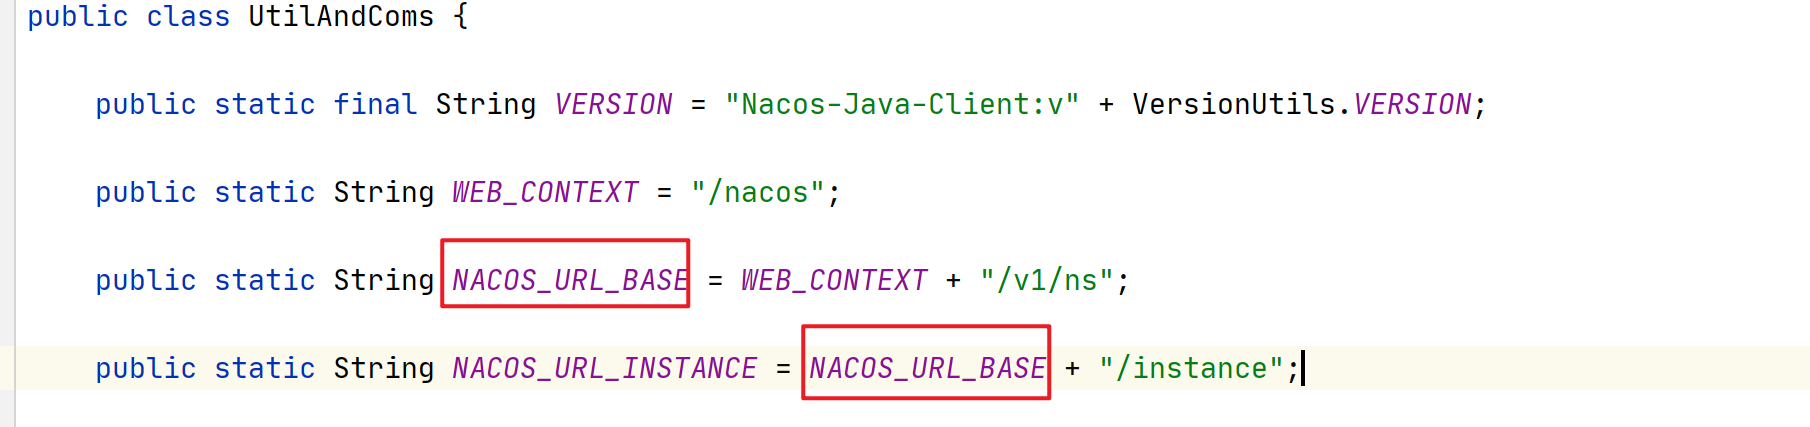 public class UtilAndComs {
public static final String VERSION = "Nacos-Java-Client:v" + VersionUtils.VERSION;
public static String WEB_CONTEXT = "/nacos";
public static String NACOS_URL_BASE = WEB_CONTEXT + "/v1/ns";
public static String NACOS_URL_INSTANCE = NACOS_URL_BASE + "/instance";